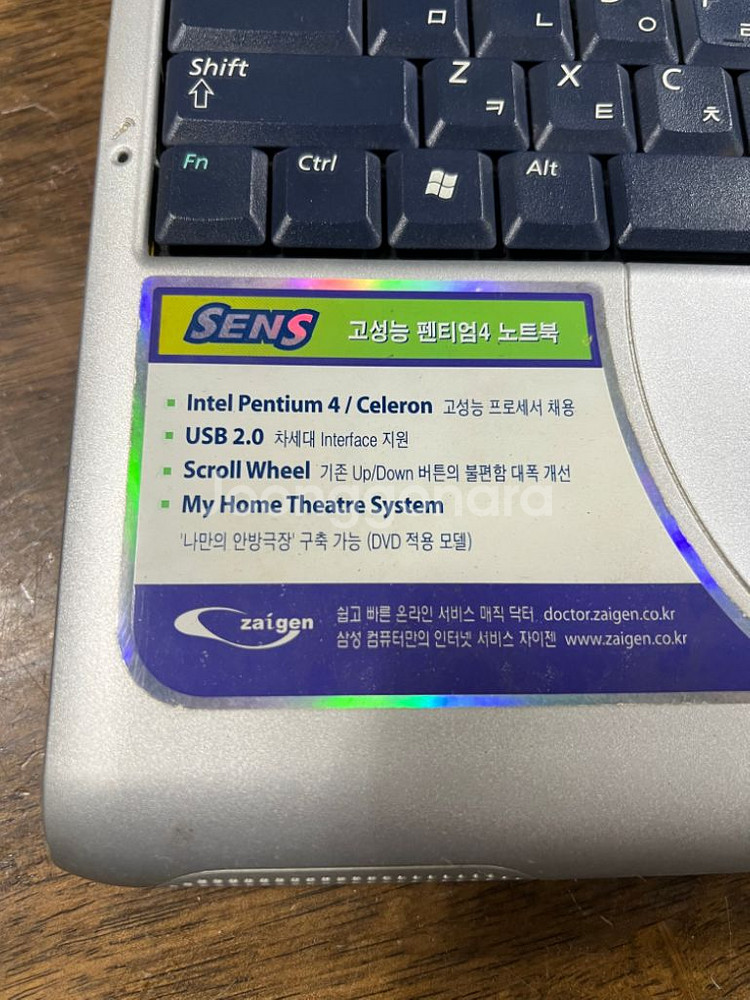 ㅁ ㄴ ㅇ
Shift Z ㅋ X ㅌ C ㅊ
Fn Ctrl Alt
SENS 고성능 펜티엄4 노트북
Intel Pentium 4 / Celeron 고성능 프로세서 채용
USB 2.0 차세대 Interface 지원
Scroll Wheel 기존 Up/Down 버튼의 불편함 대폭 개선
Joonggonara
My Home Theatre System
'나만의 안방극장' 구축 가능 (DVD 적용 모델)
zaigen 쉽고 빠른 온라인 서비스 매직 닥터 doctor.zaigen.co.kr
삼성 컴퓨터만의 인터넷 서비스 자이젠 www.zaigen.co.kr